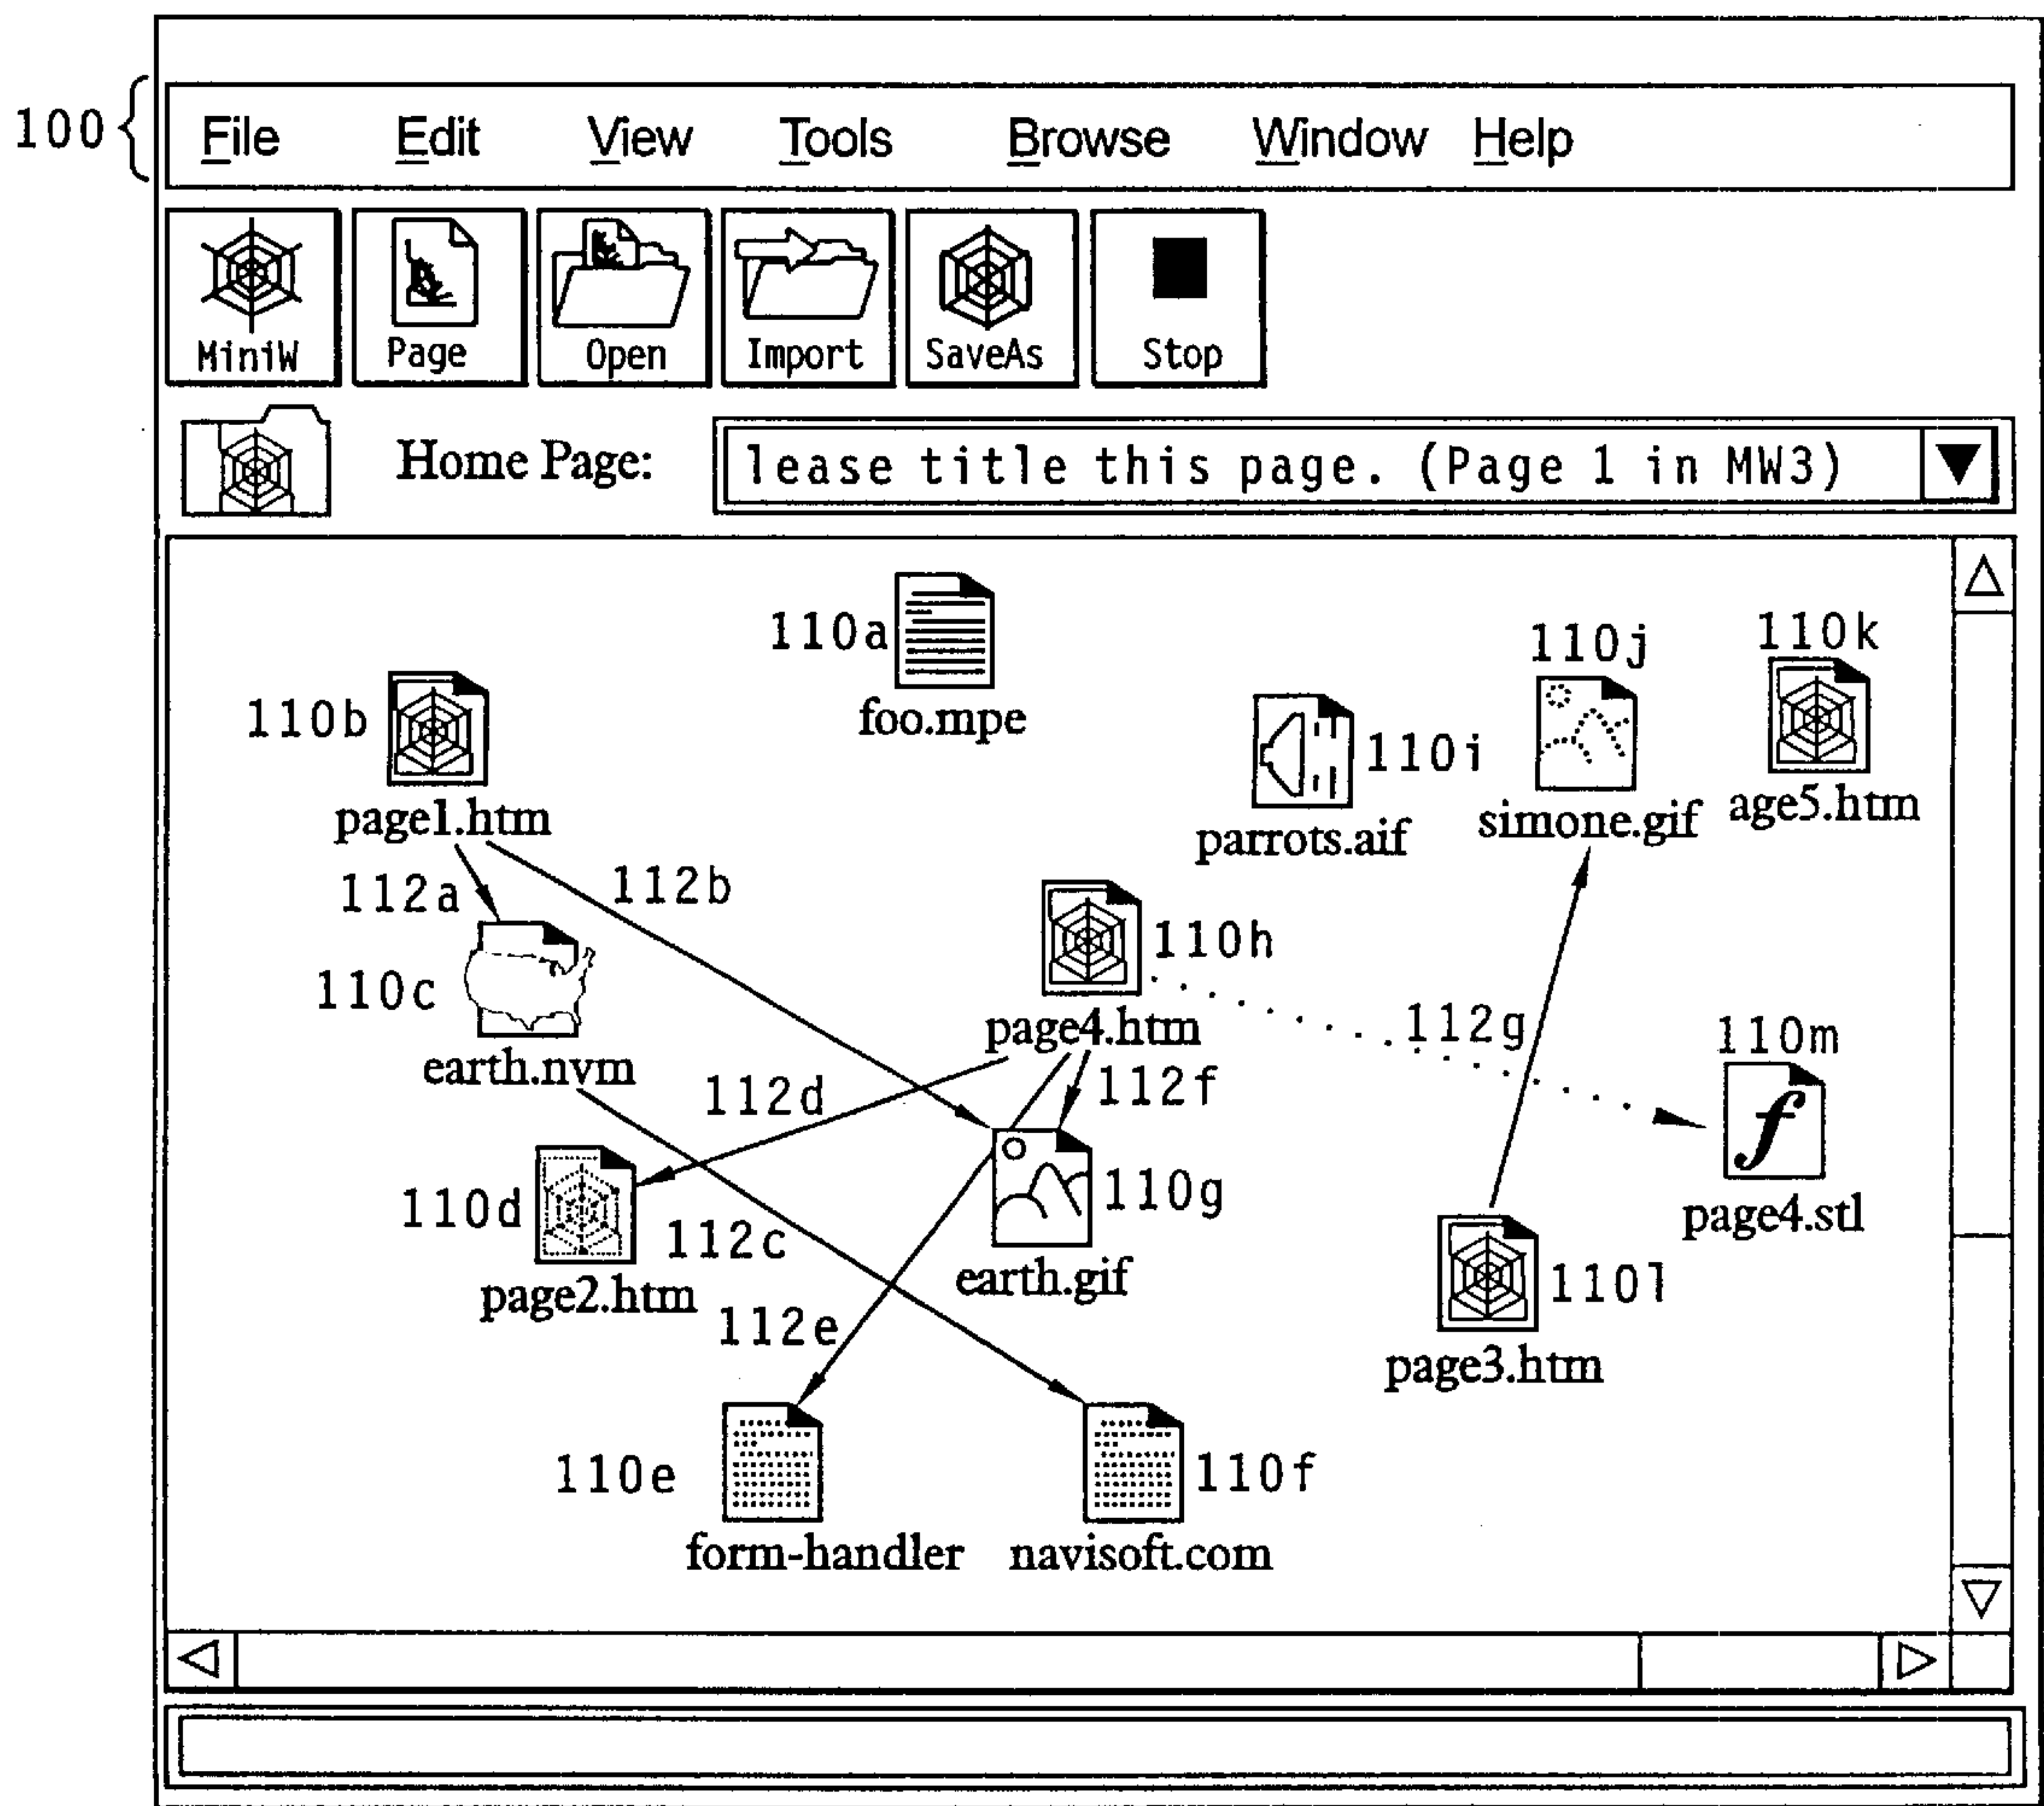 100
File Edit View Tools Browse Window Help
MiniW Page Open Import SaveAs Stop
Home Page: lease title this page. (Page 1 in MW3)
110a
foo.mpe
110b
page1.htm
110i
parrots.aif
110j
simone.gif
110k
age5.htm
112a
112b
110c
earth.nvm
110h
page4.htm
112g
110m
page4.stl
112d
112f
110d
page2.htm
112c
110g
earth.gif
110l
page3.htm
112e
110e
form-handler
110f
navisoft.com
f